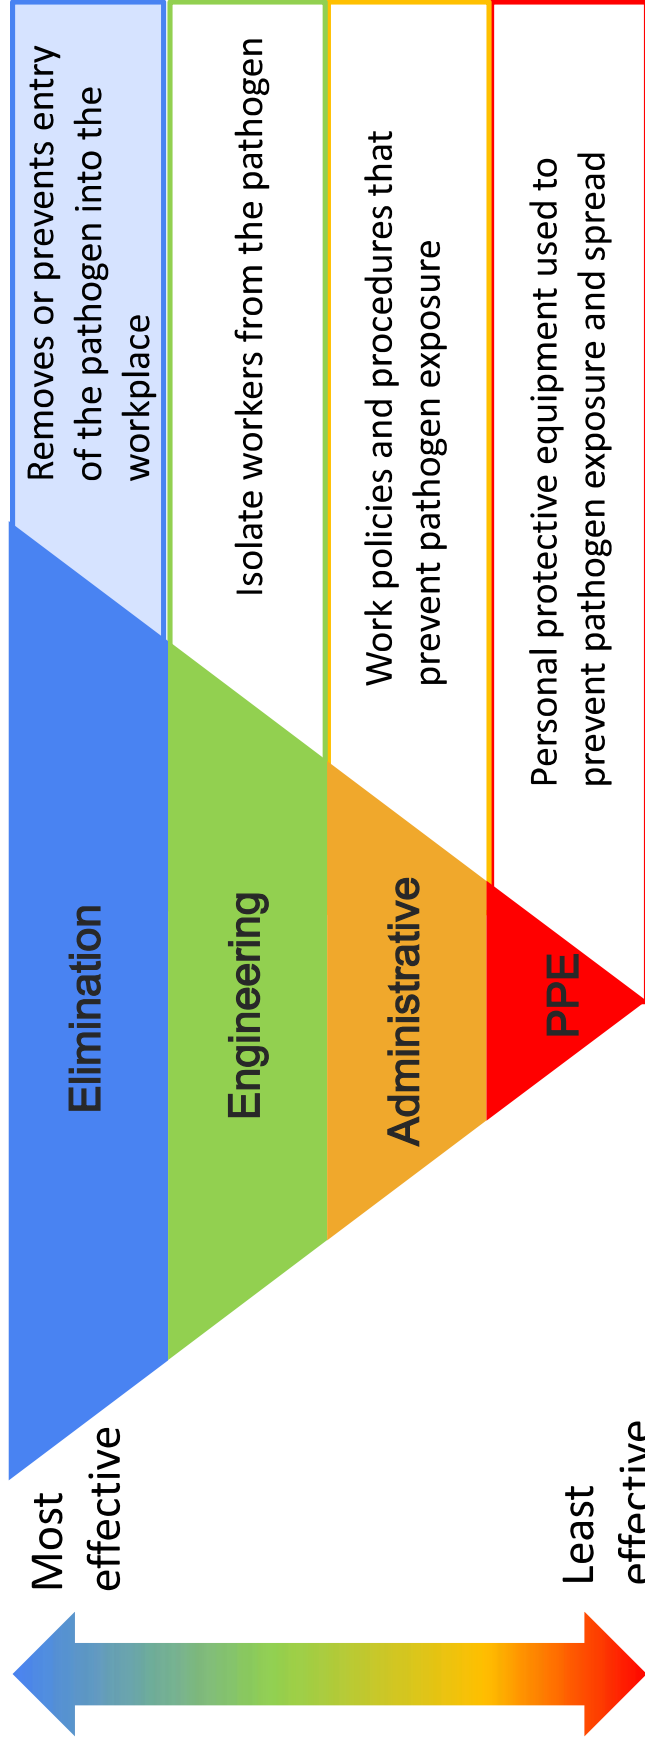 Most
effective
Elimination
Removes or prevents entry
of the pathogen into the
workplace
Engineering
Isolate workers from the pathogen
Administrative
Work policies and procedures that
prevent pathogen exposure
PPE
Personal protective equipment used to
prevent pathogen exposure and spread
Least
effective